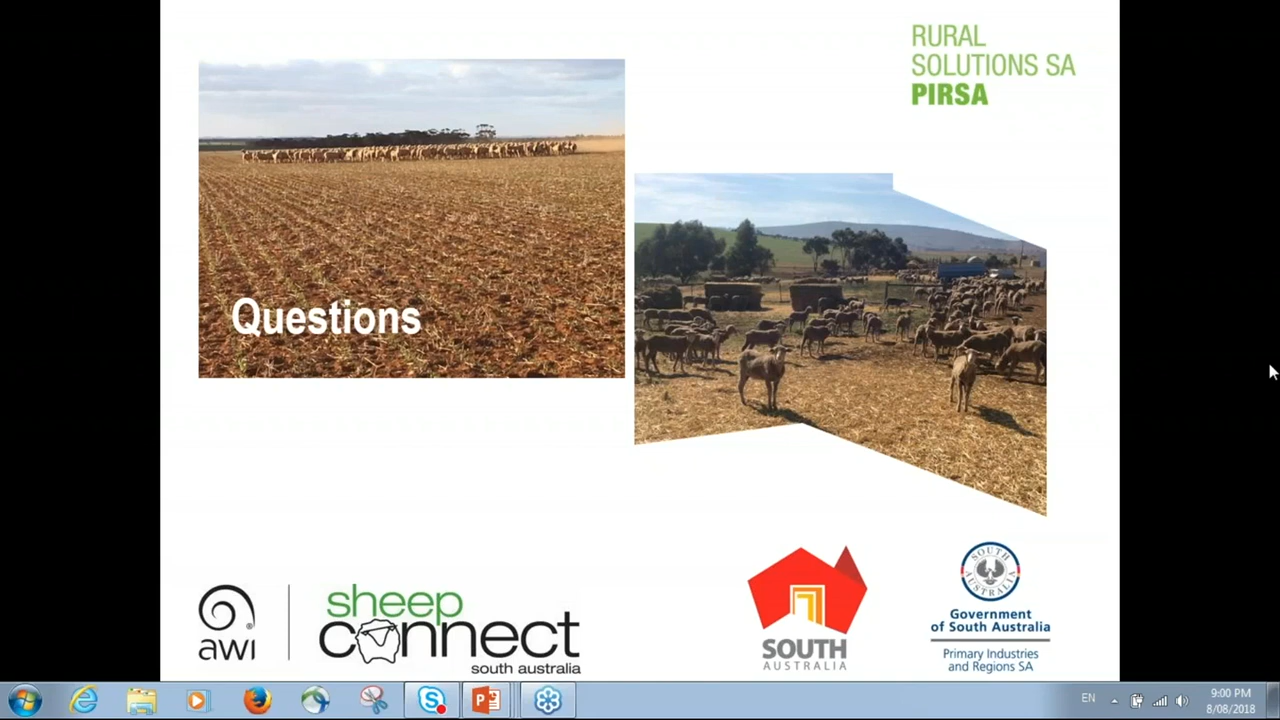 RURAL
SOLUTIONS SA
PIRSA
Questions
awi
sheep
connect
south australia
SOUTH
AUSTRALIA
SOUTH
AUSTRALIA
Government
of South Australia
Primary Industries
and Regions SA
EN
9:00 PM
8/08/2018